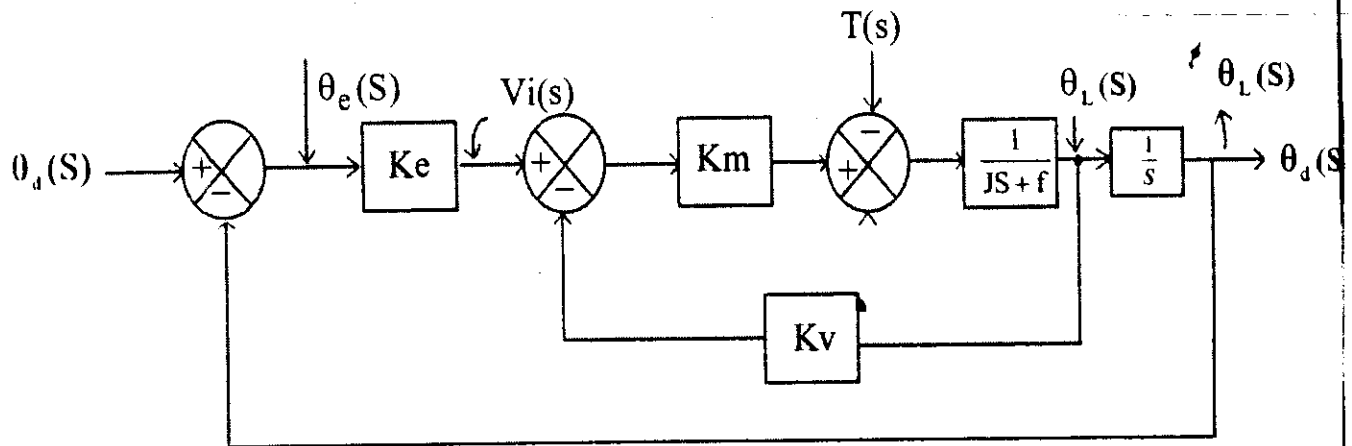 T(s)
θ_e(S)
Vi(s)
θ_L(S)
θ_L(S)
θ_d(S)
+
−
Ke
+
−
Km
−
+
1
JS + f
1
s
θ_d(S
Kv